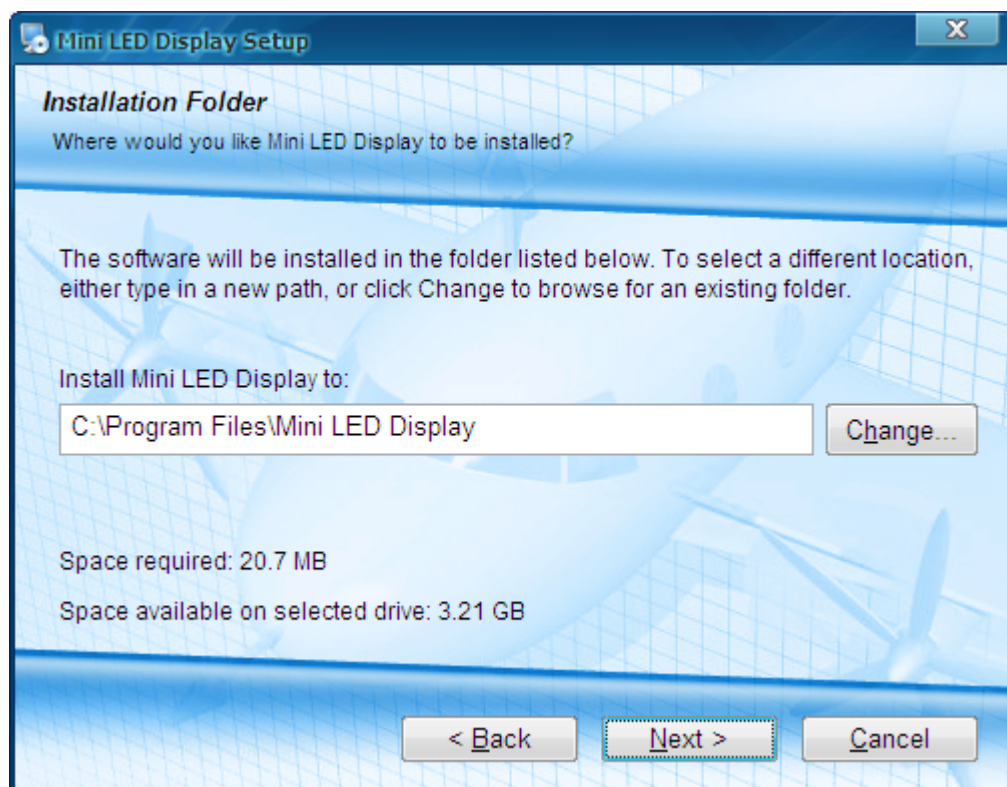 Mini LED Display Setup
X
Installation Folder
Where would you like Mini LED Display to be installed?
The software will be installed in the folder listed below. To select a different location,
either type in a new path, or click Change to browse for an existing folder.
Install Mini LED Display to:
C:\Program Files\Mini LED Display
Change...
Space required: 20.7 MB
Space available on selected drive: 3.21 GB
< Back
Next >
Cancel